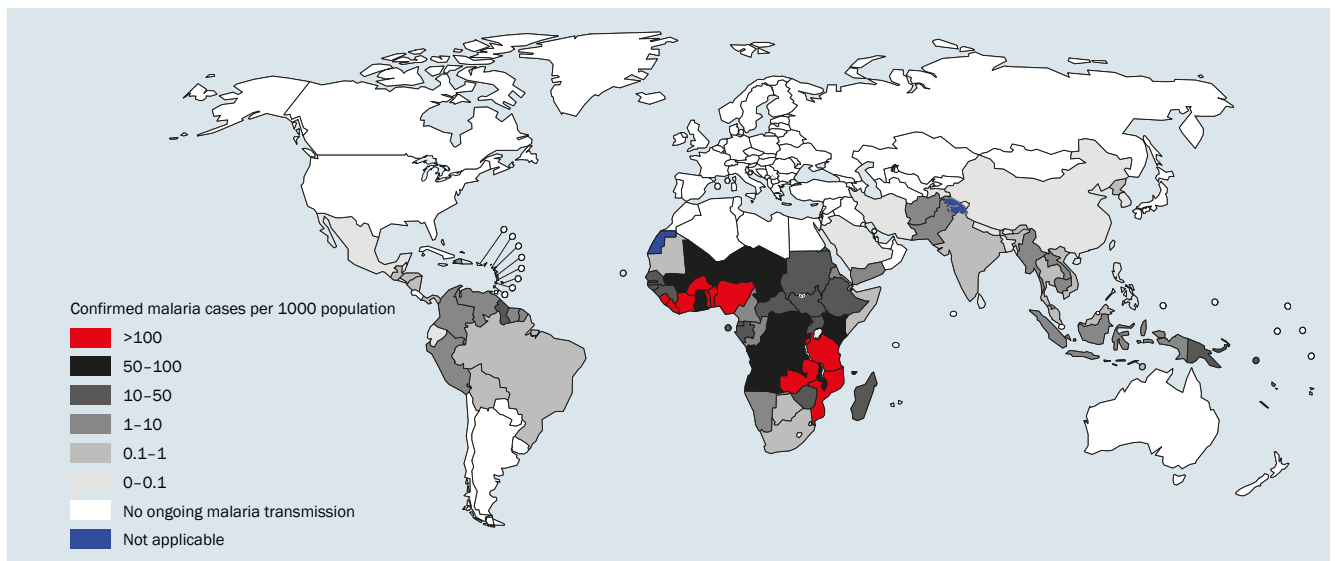 Confirmed malaria cases per 1000 population
>100
50–100
10–50
1–10
0.1–1
0–0.1
No ongoing malaria transmission
Not applicable